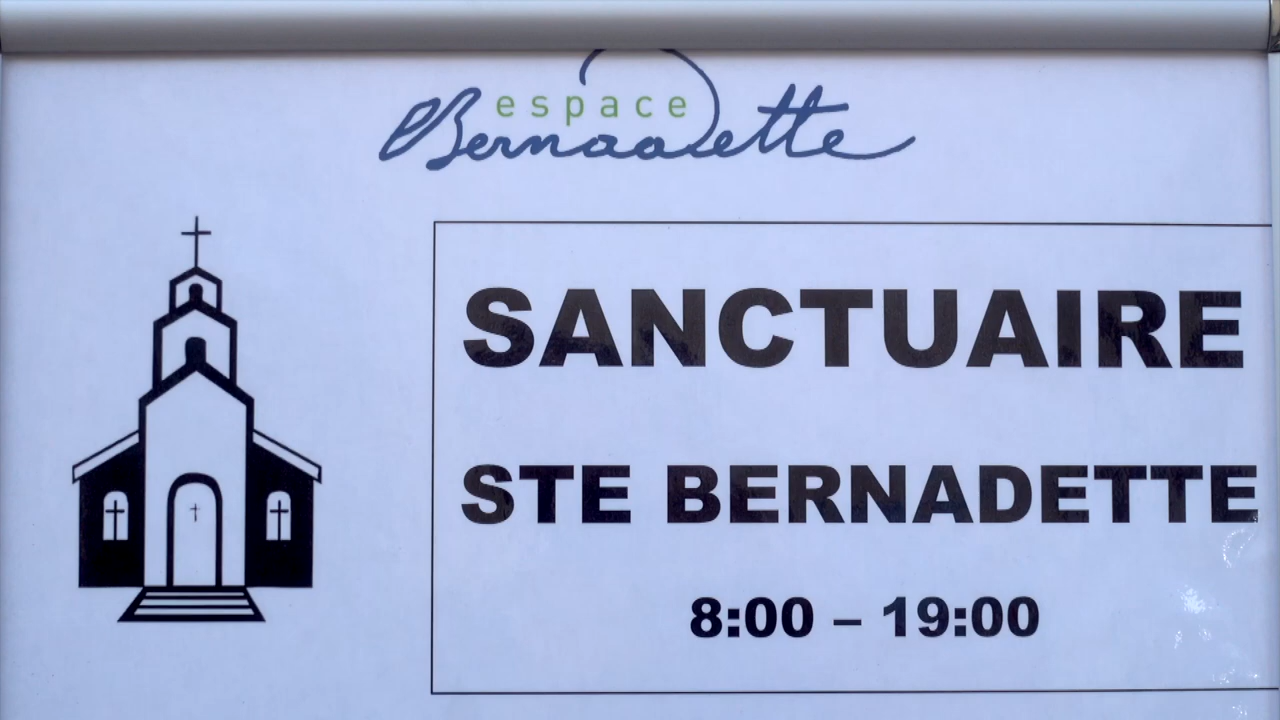 espace
Bernadette
SANCTUAIRE
STE BERNADETTE
8:00 – 19:00